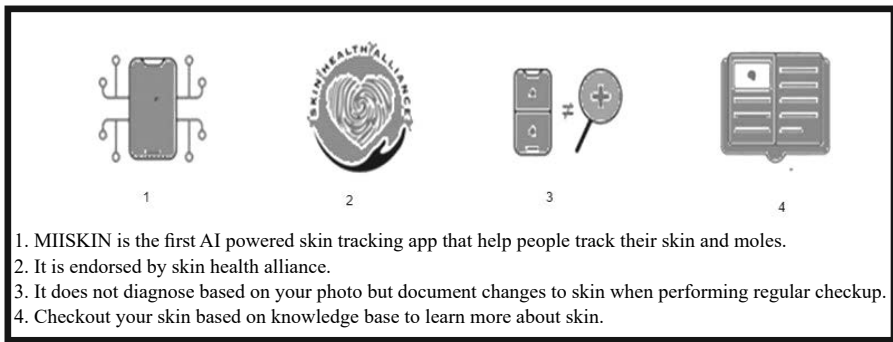 SKIN HEALTH ALLIANCE
1
2
3
4
1. MIISKIN is the first AI powered skin tracking app that help people track their skin and moles.
2. It is endorsed by skin health alliance.
3. It does not diagnose based on your photo but document changes to skin when performing regular checkup.
4. Checkout your skin based on knowledge base to learn more about skin.